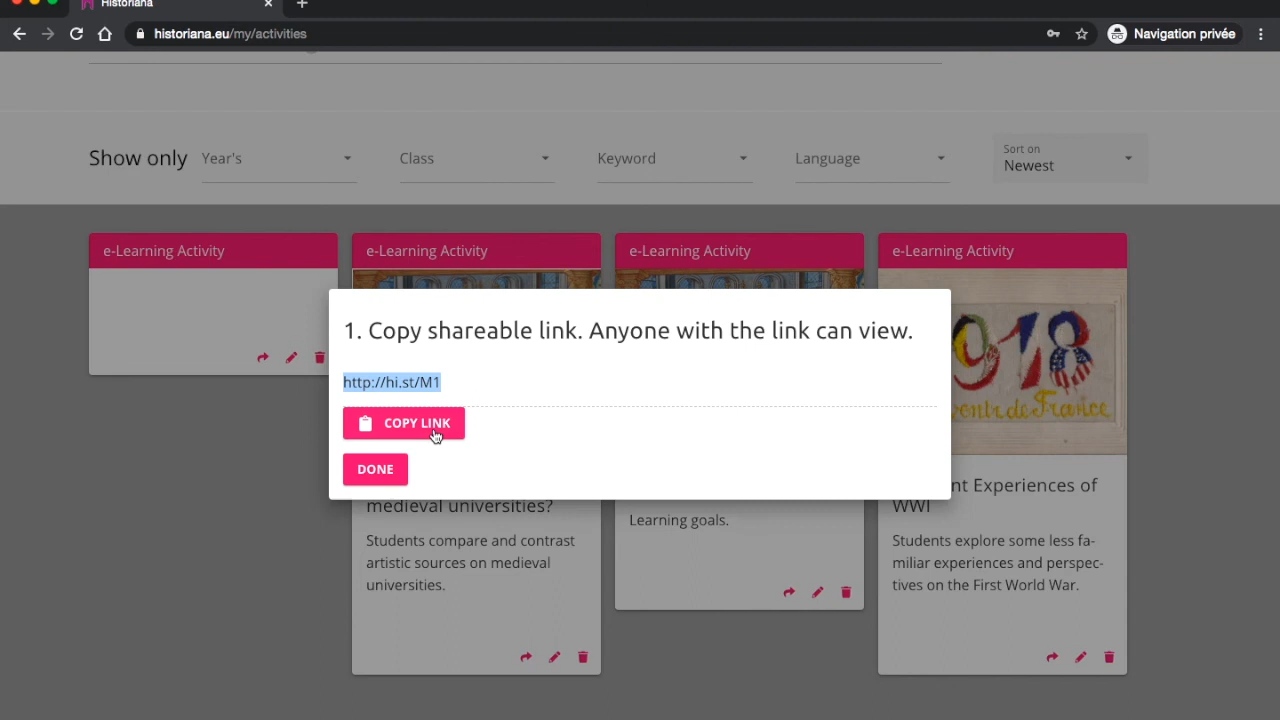 Historiana
historiana.eu/my/activities
Navigation privée
Show only
Year's
Class
Keyword
Language
Sort on
Newest
e-Learning Activity
e-Learning Activity
e-Learning Activity
e-Learning Activity
1. Copy shareable link. Anyone with the link can view.
http://hi.st/M1
COPY LINK
DONE
918
de France
medieval universities?
Students compare and contrast
artistic sources on medieval
universities.
Learning goals.
nt Experiences of
WWI
Students explore some less fa-
miliar experiences and perspec-
tives on the First World War.